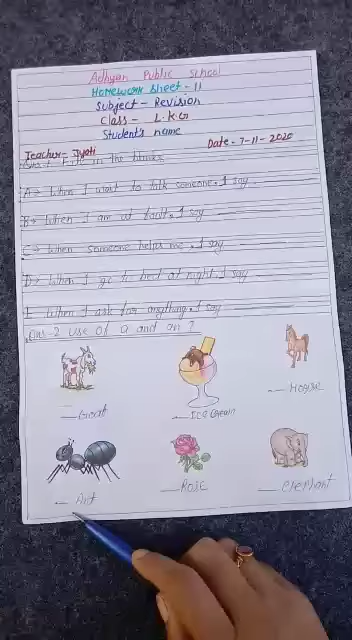 Adhyan Public School
Homework Sheet - 11
Subject - Revision
Class - L.K.G
Student's name
Teacher - Jyoti Date - 7-11-2020
Ques-1 Fill in the blanks
A → When I want to talk someone, I say
B → When I am at fault, I say
C → When someone helps me, I say
D → When I go to bed at night, I say
E When I ask for anything, I say
Ques-2 use of a and an ?
Goat
ICE Cream
Horse
Ant
Rose
Elephant